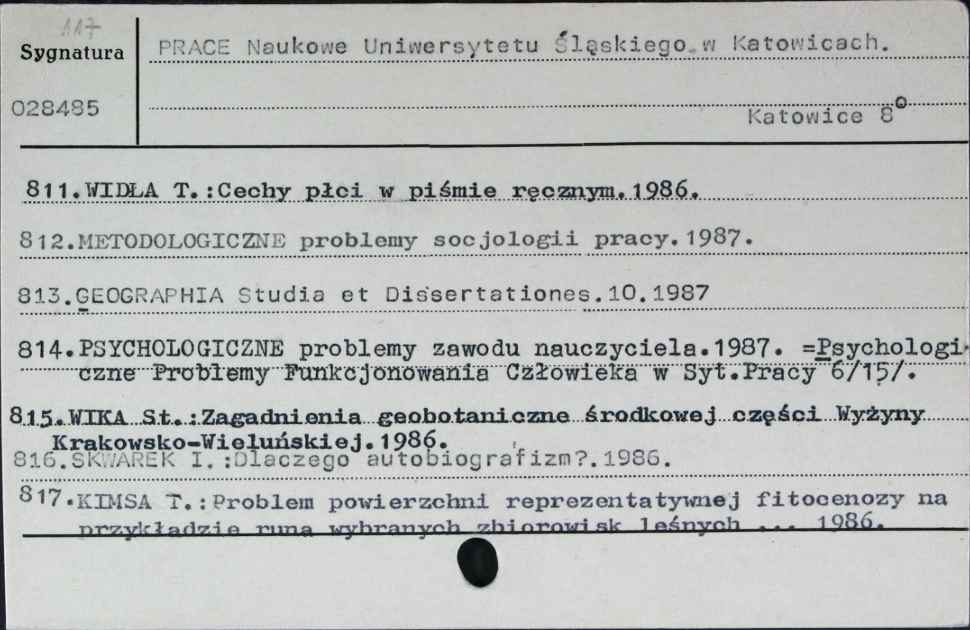 117
Sygnatura
PRACE Naukowe Uniwersytetu Śląskiego w Katowicach.
028485
Katowice 8°
811.WIDŁA T.:Cechy płci w piśmie ręcznym.1986.
812.METODOLOGICZNE problemy socjologii pracy.1987.
813.GEOGRAPHIA Studia et Dissertationes.10.1987
814.PSYCHOLOGICZNE problemy zawodu nauczyciela.1987. =Psychologi-
czne Problemy Funkcjonowania Człowieka w Syt.Pracy 6/15/.
815.WIKA St.:Zagadnienia geobotaniczne środkowej części Wyżyny
Krakowsko-Wieluńskiej.1986.
816.SKWAREK I.:Dlaczego autobiografizm?.1986.
817.KIMSA T.:Problem powierzchni reprezentatywnej fitocenozy na
przykładzie runa wybranych zbiorowisk leśnych ... 1986.